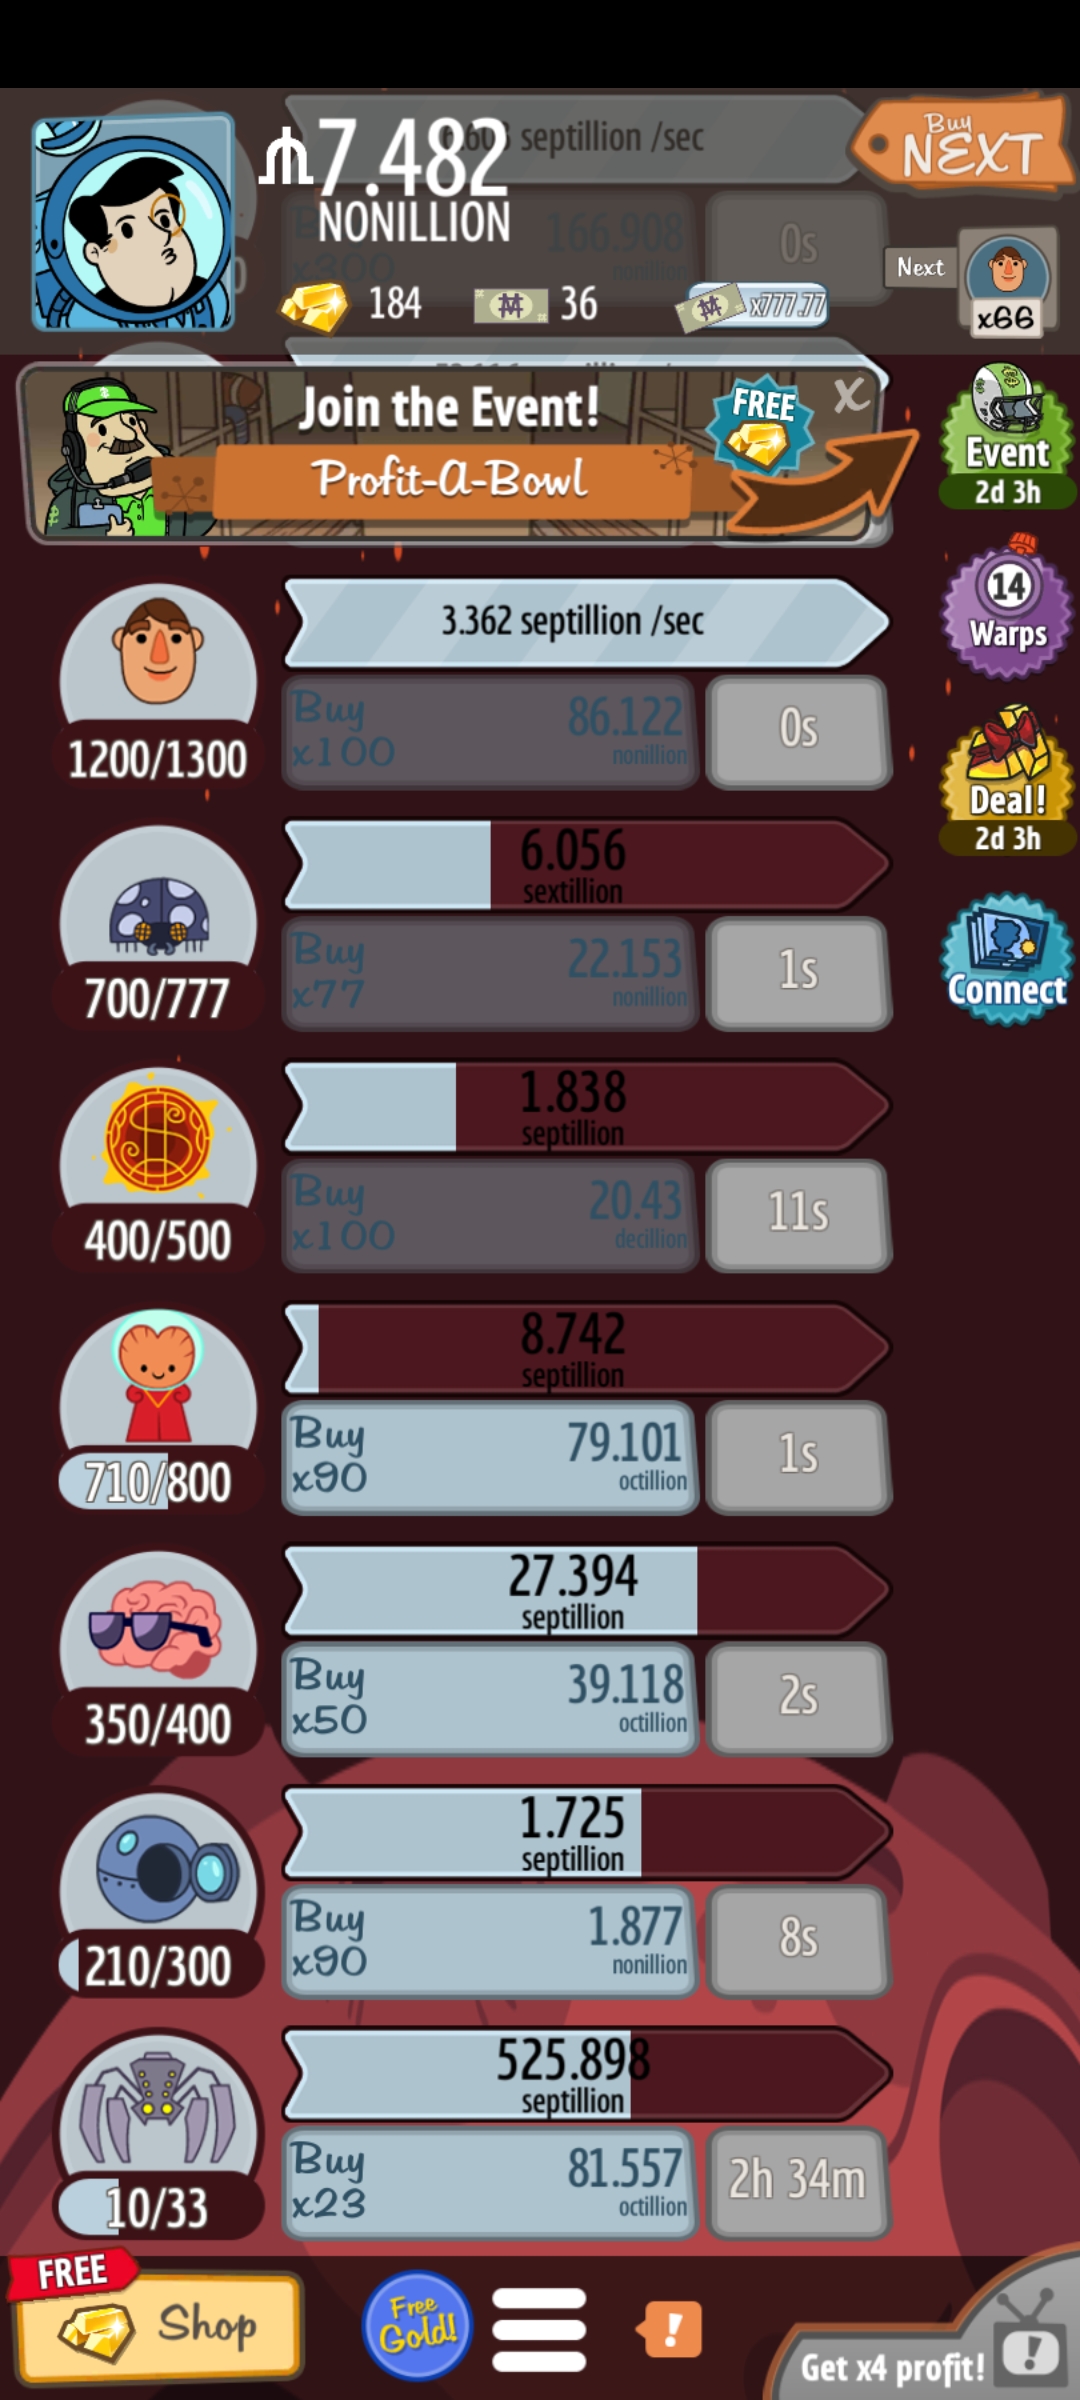 septillion /sec
7.482
NONILLION
Buy
NEXT
166.908
nonillion
x300
0s
184
36
x777.77
Next
x66
Join the Event!
FREE
X
Profit-A-Bowl
Event
2d 3h
3.362 septillion /sec
14
Warps
Buy
x100
86.122
nonillion
0s
1200/1300
Deal!
2d 3h
6.056
sextillion
Buy
x77
22.153
nonillion
1s
700/777
Connect
1.838
septillion
Buy
x100
20.43
decillion
11s
400/500
8.742
septillion
Buy
x90
79.101
octillion
1s
710/800
27.394
septillion
Buy
x50
39.118
octillion
2s
350/400
1.725
septillion
Buy
x90
1.877
nonillion
8s
210/300
525.898
septillion
Buy
x23
81.557
octillion
2h 34m
10/33
FREE
Shop
Free
Gold!
!
Get x4 profit!
!